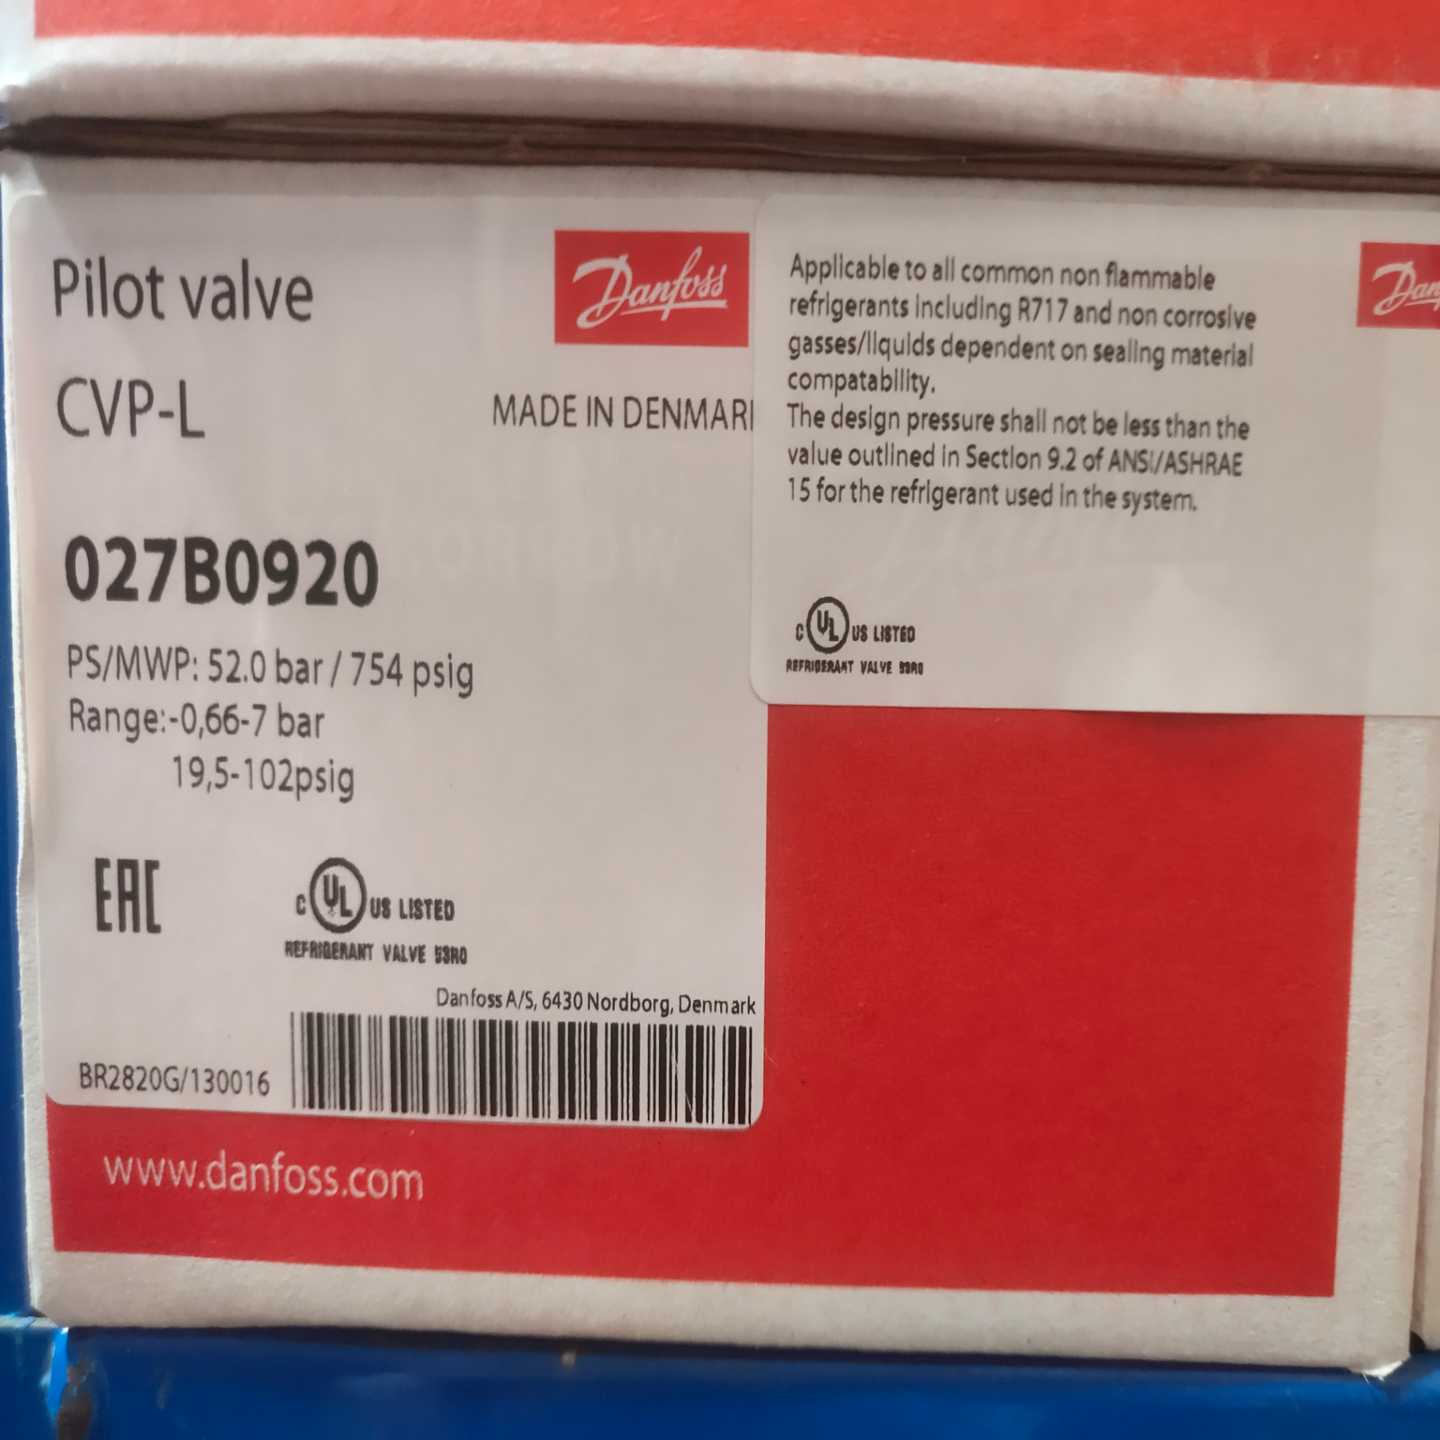 Pilot valve
Danfoss
CVP-L
MADE IN DENMAR
027B0920
PS/MWP: 52.0 bar / 754 psig
Range:-0,66-7 bar
19,5-102psig
EAC
C UL US LISTED
REFRIGERANT VALVE 53R0
Danfoss A/S, 6430 Nordborg, Denmark
BR2820G/130016
www.danfoss.com
Applicable to all common non flammable
refrigerants including R717 and non corrosive
gasses/liquids dependent on sealing material
compatability.
The design pressure shall not be less than the
value outlined in Section 9.2 of ANSI/ASHRAE
15 for the refrigerant used in the system.
C UL US LISTED
REFRIGERANT VALVE 53R0
Dan